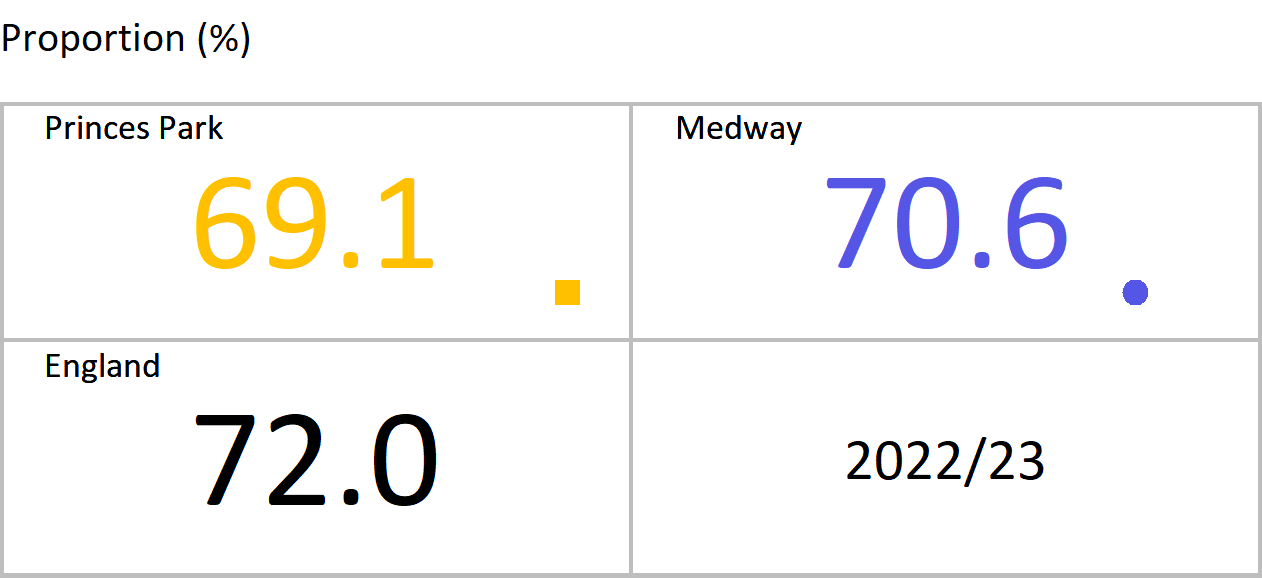 Proportion (%)
Princes Park
69.1
Medway
70.6
England
72.0
2022/23